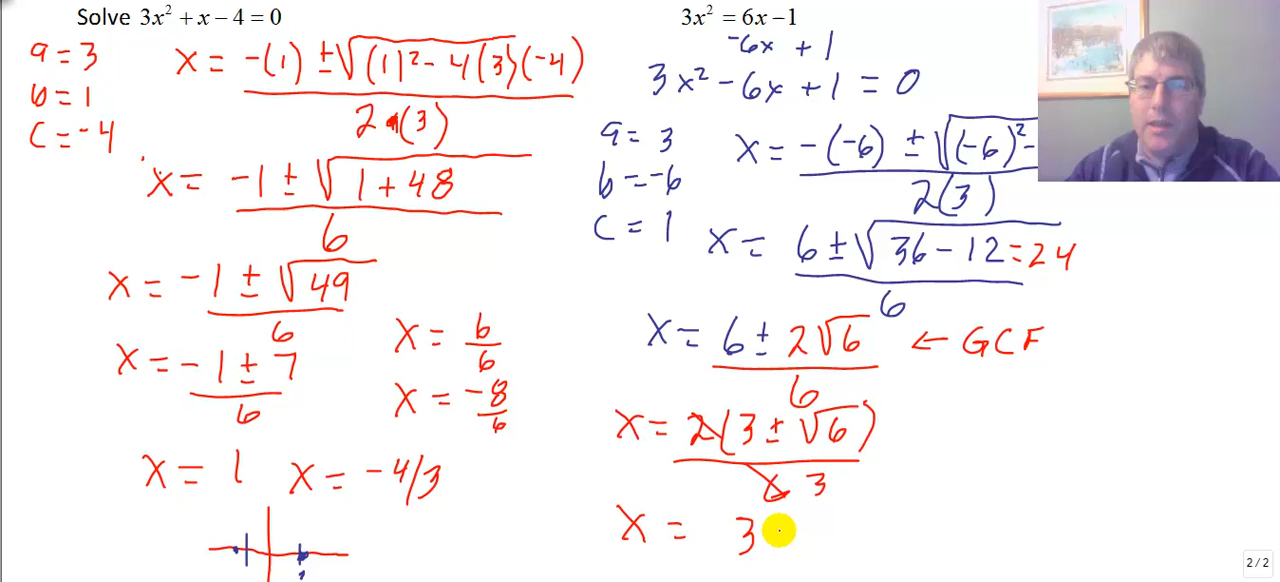 Solve 3x² + x − 4 = 0
a = 3
b = 1
c = -4
x = -(1) ± √(1)² - 4(3)(-4)
2 (3)
x = -1 ± √1 + 48
6
x = -1 ± √49
6
x = -1 ± 7
6
x = 6
6
x = -8
6
x = 1 x = -4/3
1
3x² = 6x − 1
-6x + 1
3x² - 6x + 1 = 0
a = 3
b = -6
c = 1
x = -(-6) ± √(-6)² -
2(3)
x = 6 ± √36 - 12 = 24
6
x = 6 ± 2√6 ← GCF
6
x = 2(3 ± √6)
6 3
x = 3
2 / 2